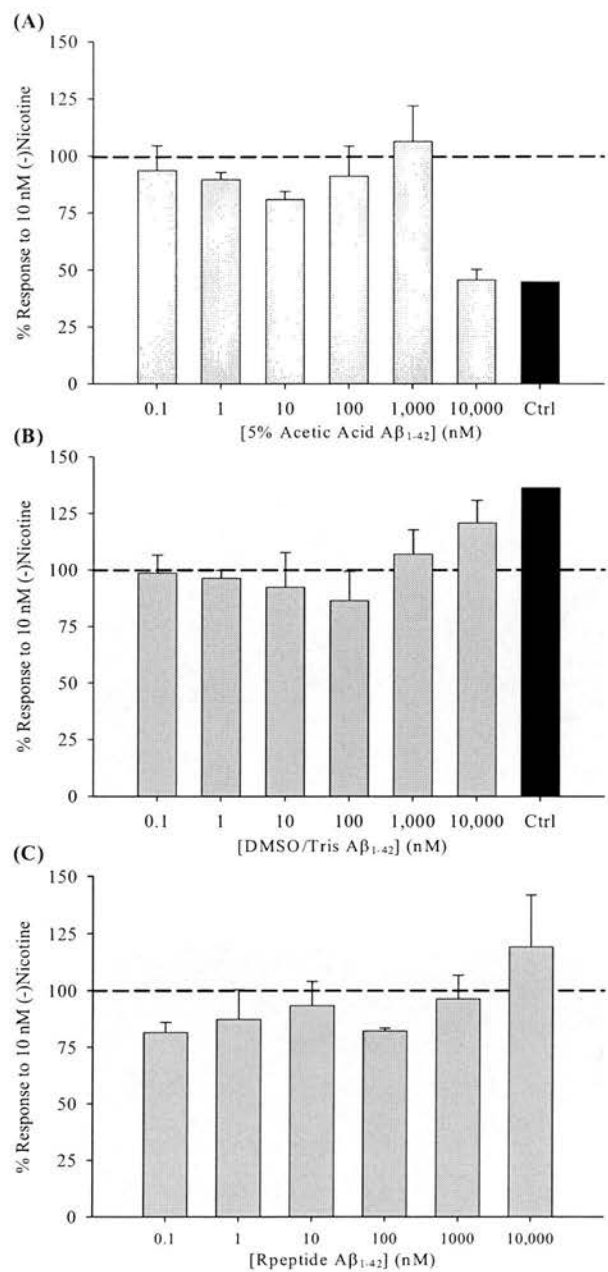 (A)
150
125
100
75
50
25
0
% Response to 10 nM (-)Nicotine
0.1 1 10 100 1,000 10,000 Ctrl
[5% Acetic Acid Aβ1-42] (nM)
(B)
150
125
100
75
50
25
0
% Response to 10 nM (-)Nicotine
0.1 1 10 100 1,000 10,000 Ctrl
[DMSO/Tris Aβ1-42] (nM)
(C)
150
125
100
75
50
25
0
% Response to 10 nM (-)Nicotine
0.1 1 10 100 1000 10,000
[Rpeptide Aβ1-42] (nM)